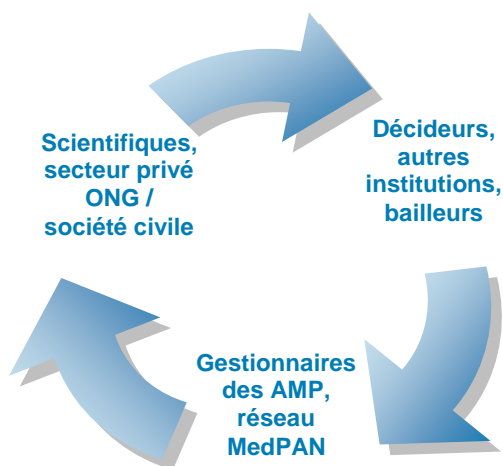 Scientifiques,
secteur privé
ONG /
société civile
Décideurs,
autres
institutions,
bailleurs
Gestionnaires
des AMP,
réseau
MedPAN